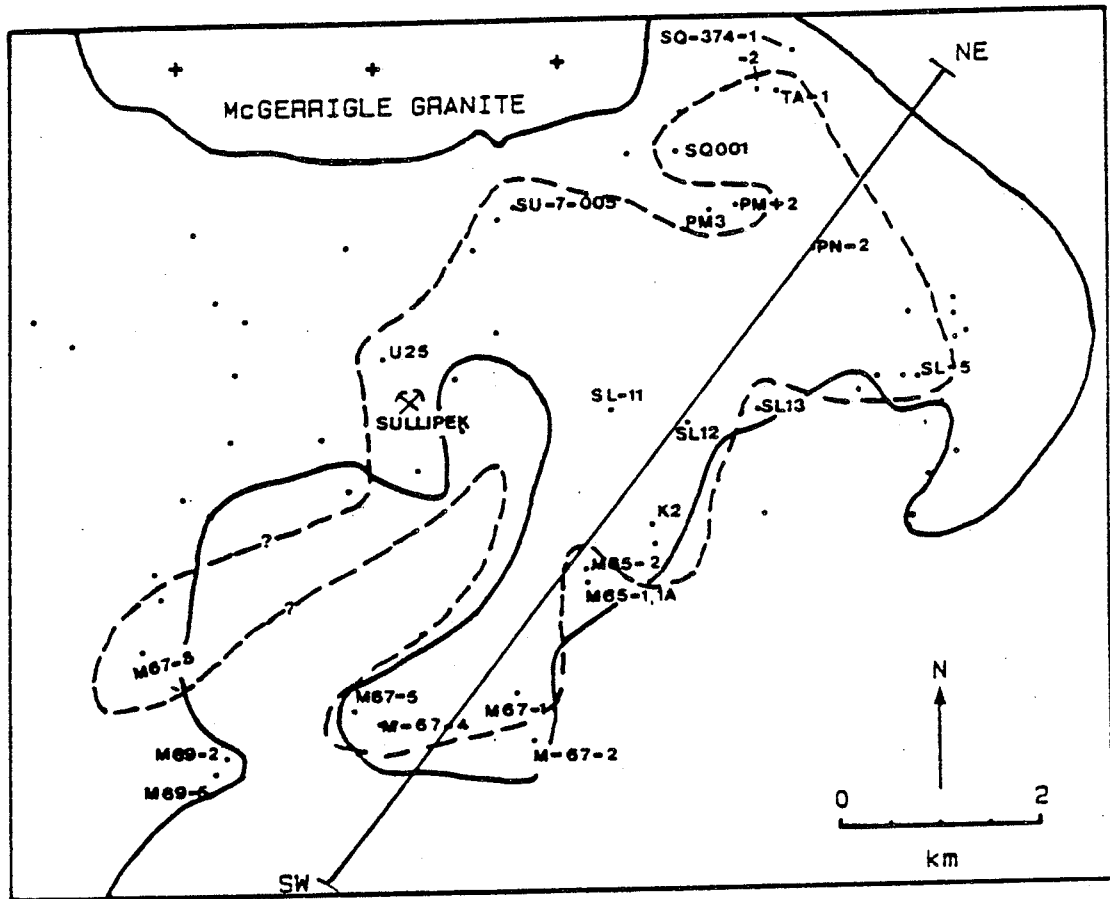 SQ-374-1
NE
-2
TA-1
McGERRIGLE GRANITE
SQ001
SU-7-005
PM+2
PM3
PN-2
U25
SL-5
SL-11
SULLIPEK
SL13
SL12
K2
?
M65-2
M65-1,1A
?
M67-8
N
M67-5
M-67-4
M67-1
M69-2
M-67-2
M69-5
0 2
km
SW